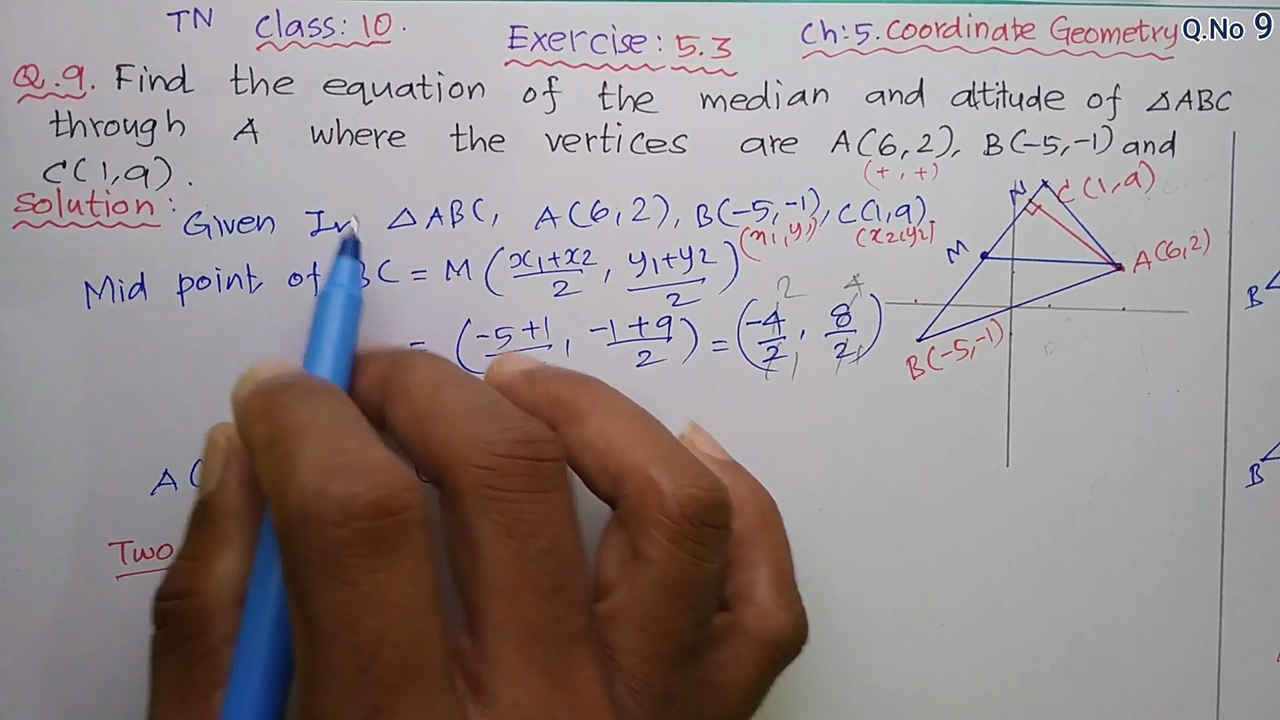 TN Class: 10. Exercise: 5.3 Ch: 5. Coordinate Geometry Q.No 9
Q.9. Find the equation of the median and altitude of △ABC
through A where the vertices are A(6,2), B(-5,-1) and
C(1,9).
(+,+)
Solution: Given In △ABC, A(6,2), B(-5,-1), C(1,9)
(x1,y1) (x2,y2)
Mid point of BC = M (x1+x2/2, y1+y2/2)
= (-5+1/, -1+9/2) = (-4/2, 8/2)
2 4
N C(1,9)
M A(6,2)
B(-5,-1)
A(
Two
B
B